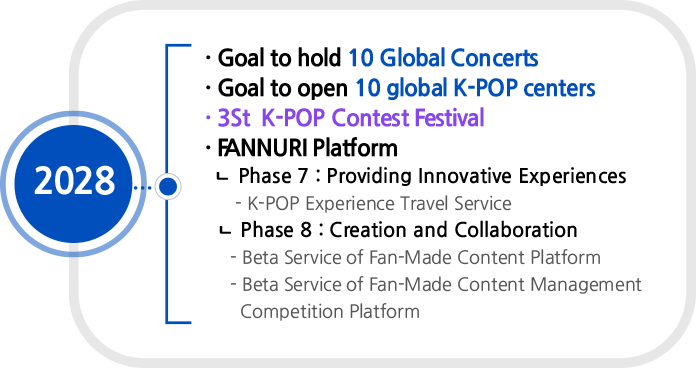 2028
· Goal to hold 10 Global Concerts
· Goal to open 10 global K-POP centers
· 3St K-POP Contest Festival
· FANNURI Platform
ㄴ Phase 7 : Providing Innovative Experiences
- K-POP Experience Travel Service
ㄴ Phase 8 : Creation and Collaboration
- Beta Service of Fan-Made Content Platform
- Beta Service of Fan-Made Content Management
Competition Platform